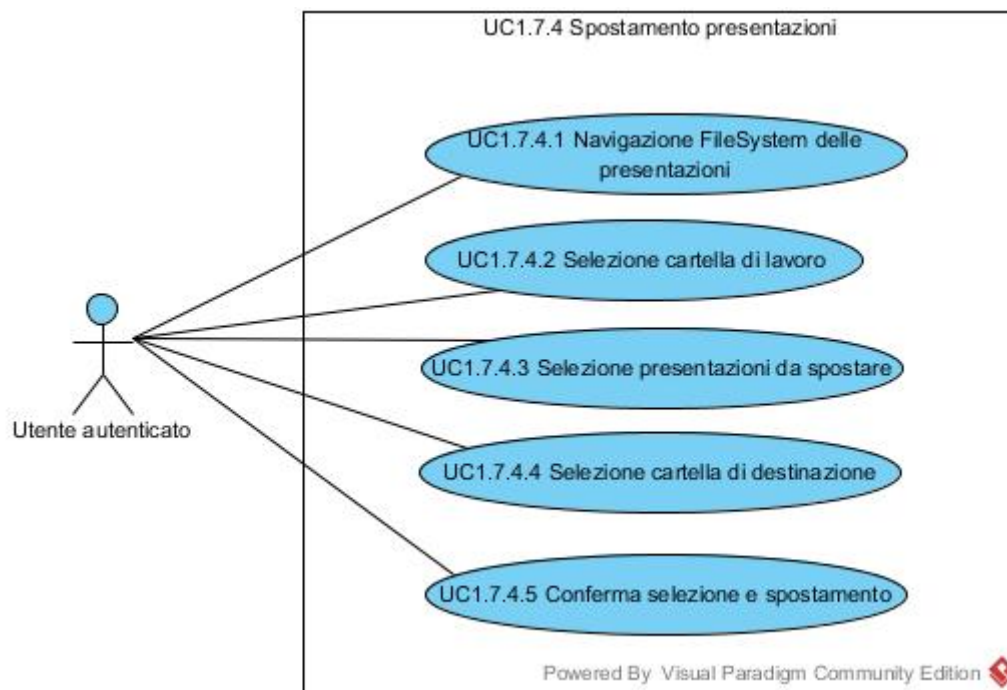 UC1.7.4 Spostamento presentazioni
UC1.7.4.1 Navigazione FileSystem delle
presentazioni
UC1.7.4.2 Selezione cartella di lavoro
UC1.7.4.3 Selezione presentazioni da spostare
Utente autenticato
UC1.7.4.4 Selezione cartella di destinazione
UC1.7.4.5 Conferma selezione e spostamento
Powered By Visual Paradigm Community Edition